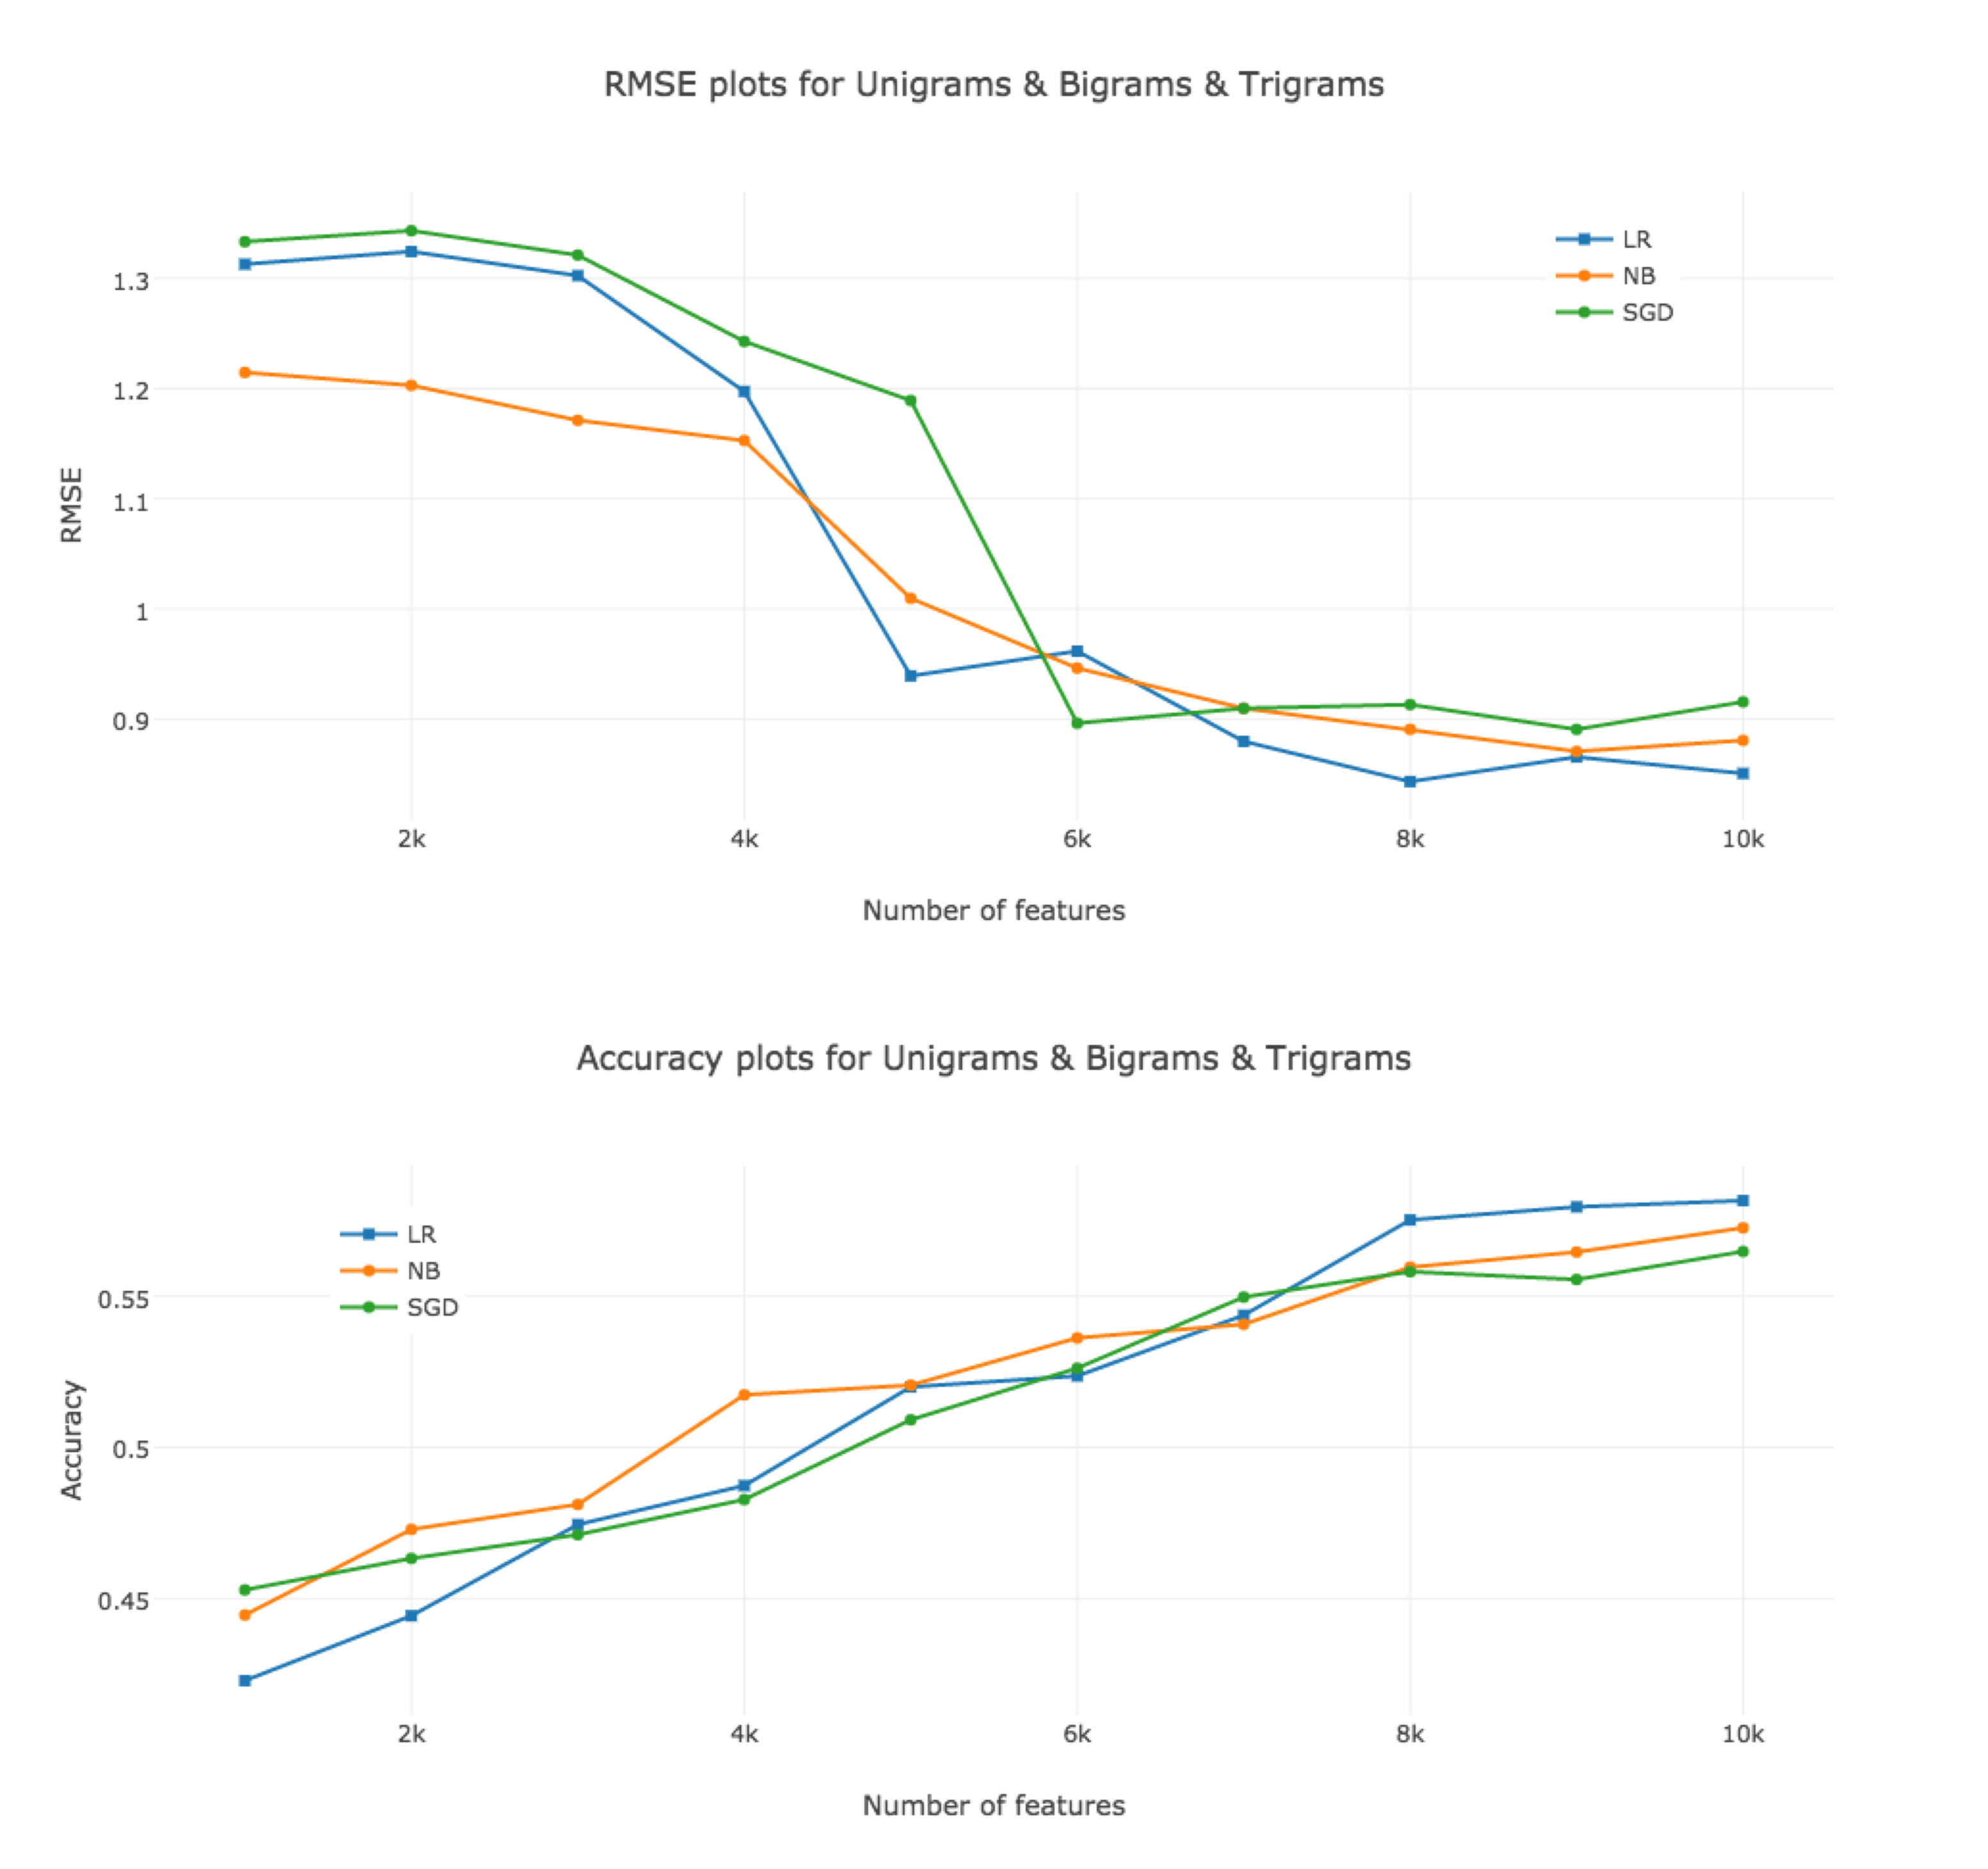 RMSE plots for Unigrams & Bigrams & Trigrams
LR
NB
SGD
1.3
1.2
1.1
1
0.9
RMSE
2k 4k 6k 8k 10k
Number of features
Accuracy plots for Unigrams & Bigrams & Trigrams
LR
NB
SGD
0.55
0.5
0.45
Accuracy
2k 4k 6k 8k 10k
Number of features